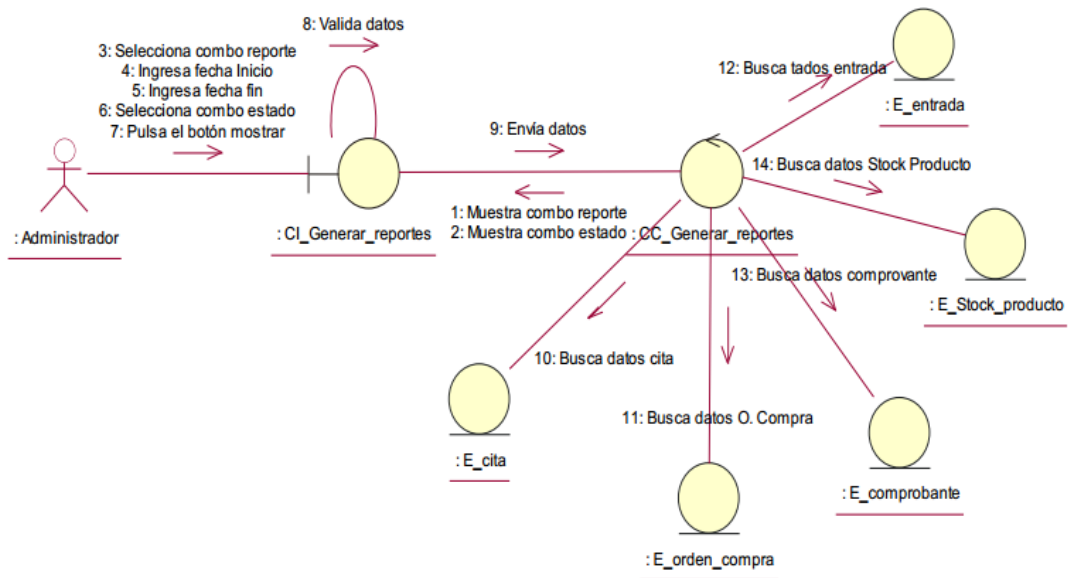 8: Valida datos
3: Selecciona combo reporte
4: Ingresa fecha Inicio
5: Ingresa fecha fin
6: Selecciona combo estado
7: Pulsa el botón mostrar
12: Busca tados entrada
: E_entrada
9: Envía datos
14: Busca datos Stock Producto
1: Muestra combo reporte
2: Muestra combo estado
: Administrador
: CI_Generar_reportes
: CC_Generar_reportes
13: Busca datos comprovante
: E_Stock_producto
10: Busca datos cita
11: Busca datos O. Compra
: E_cita
: E_comprobante
: E_orden_compra